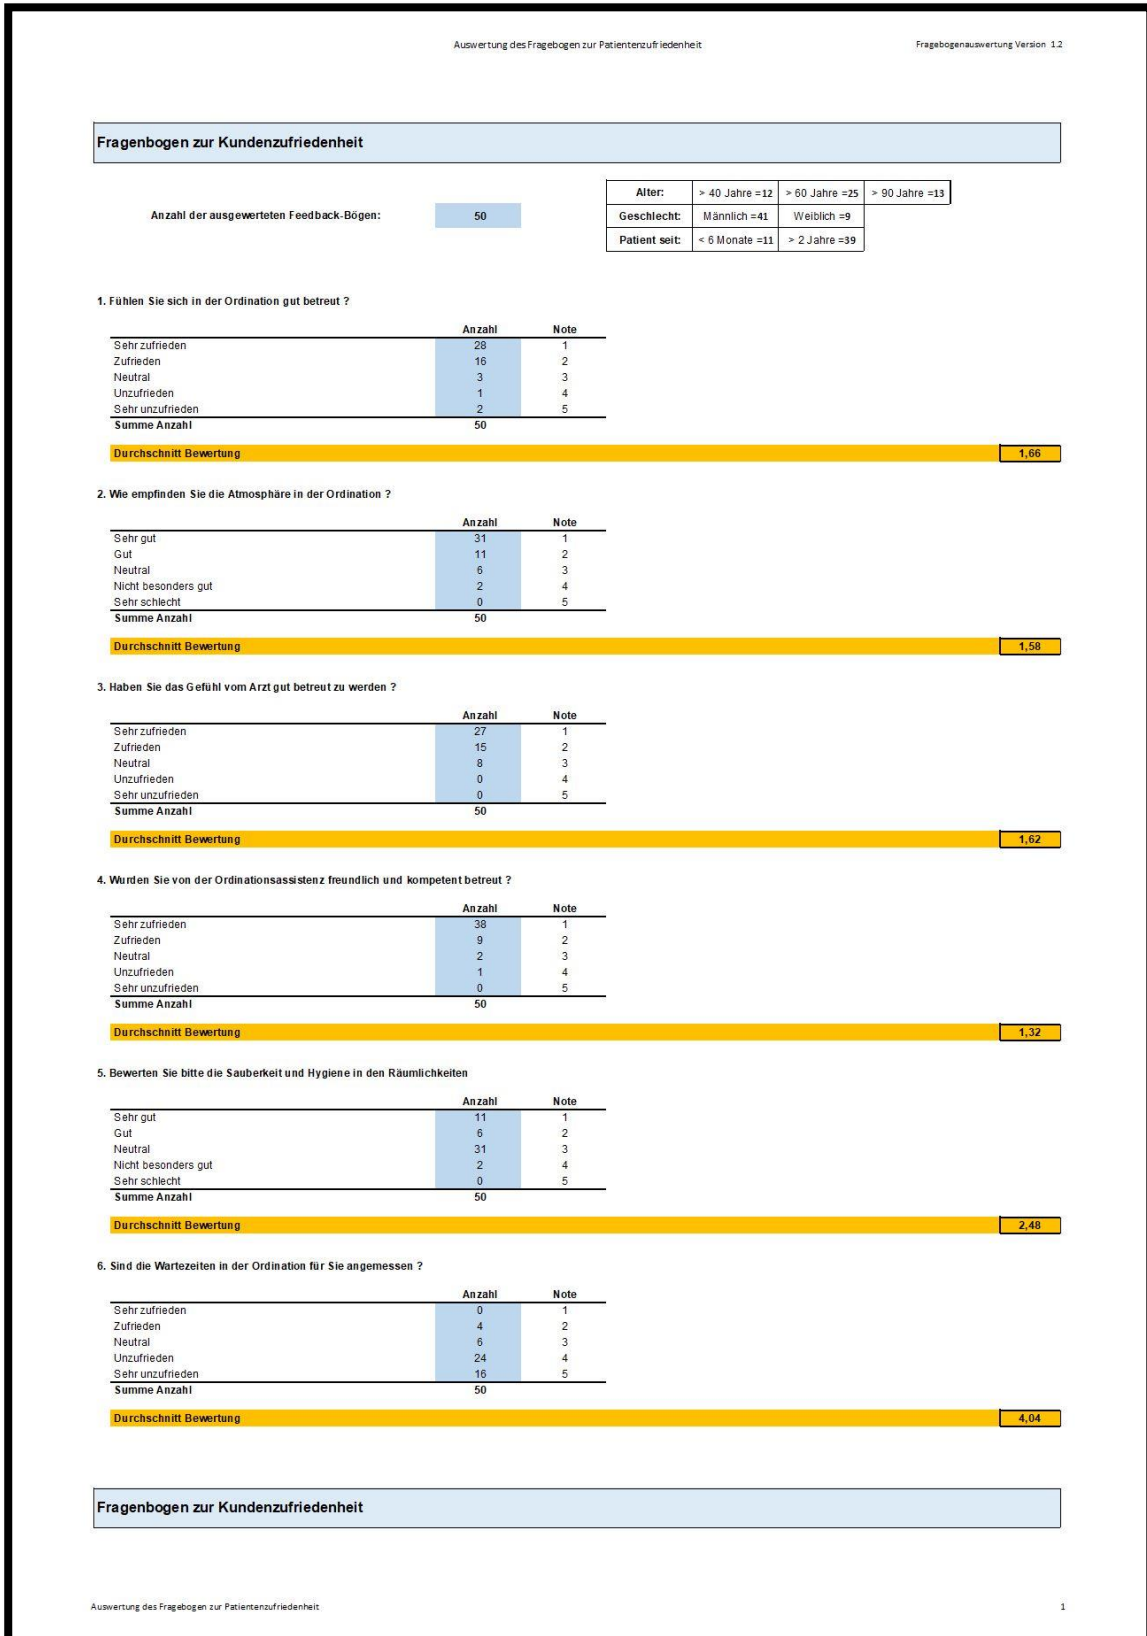 Auswertung des Fragebogen zur Patientenzufriedenheit Fragebogenauswertung Version 1.2
Fragenbogen zur Kundenzufriedenheit
Alter: > 40 Jahre =12 > 60 Jahre =25 > 90 Jahre =13
Anzahl der ausgewerteten Feedback-Bögen: 50 Geschlecht: Männlich =41 Weiblich =9
Patient seit: < 6 Monate =11 > 2 Jahre =39
1. Fühlen Sie sich in der Ordination gut betreut ?
Anzahl Note
Sehr zufrieden 28 1
Zufrieden 16 2
Neutral 3 3
Unzufrieden 1 4
Sehr unzufrieden 2 5
Summe Anzahl 50
Durchschnitt Bewertung 1,66
2. Wie empfinden Sie die Atmosphäre in der Ordination ?
Anzahl Note
Sehr gut 31 1
Gut 11 2
Neutral 6 3
Nicht besonders gut 2 4
Sehr schlecht 0 5
Summe Anzahl 50
Durchschnitt Bewertung 1,58
3. Haben Sie das Gefühl vom Arzt gut betreut zu werden ?
Anzahl Note
Sehr zufrieden 27 1
Zufrieden 15 2
Neutral 8 3
Unzufrieden 0 4
Sehr unzufrieden 0 5
Summe Anzahl 50
Durchschnitt Bewertung 1,62
4. Wurden Sie von der Ordinationsassistenz freundlich und kompetent betreut ?
Anzahl Note
Sehr zufrieden 38 1
Zufrieden 9 2
Neutral 2 3
Unzufrieden 1 4
Sehr unzufrieden 0 5
Summe Anzahl 50
Durchschnitt Bewertung 1,32
5. Bewerten Sie bitte die Sauberkeit und Hygiene in den Räumlichkeiten
Anzahl Note
Sehr gut 11 1
Gut 6 2
Neutral 31 3
Nicht besonders gut 2 4
Sehr schlecht 0 5
Summe Anzahl 50
Durchschnitt Bewertung 2,48
6. Sind die Wartezeiten in der Ordination für Sie angemessen ?
Anzahl Note
Sehr zufrieden 0 1
Zufrieden 4 2
Neutral 6 3
Unzufrieden 24 4
Sehr unzufrieden 16 5
Summe Anzahl 50
Durchschnitt Bewertung 4,04
Fragenbogen zur Kundenzufriedenheit
Auswertung des Fragebogen zur Patientenzufriedenheit 1